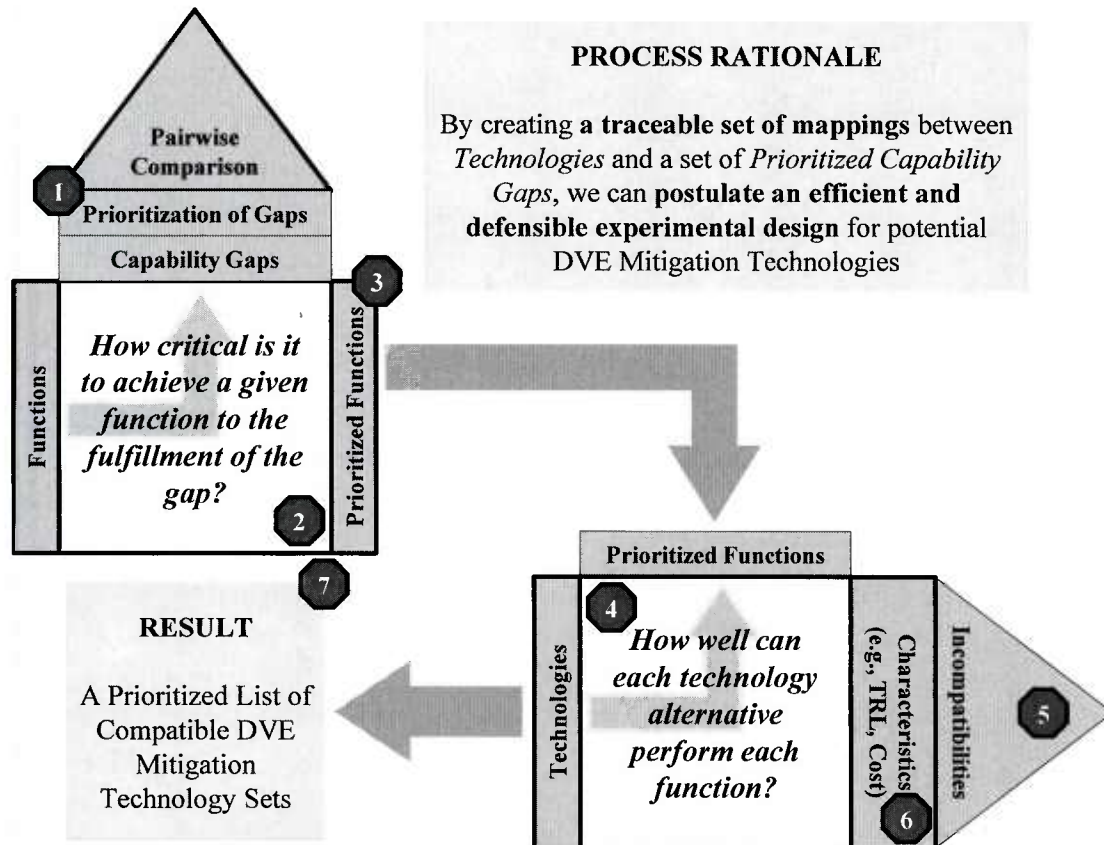 Pairwise
Comparison
1
Prioritization of Gaps
Capability Gaps
PROCESS RATIONALE
By creating a traceable set of mappings between
Technologies and a set of Prioritized Capability
Gaps, we can postulate an efficient and
defensible experimental design for potential
DVE Mitigation Technologies
3
Functions
How critical is it
to achieve a given
function to the
fulfillment of the
gap?
2
Prioritized Functions
7
RESULT
A Prioritized List of
Compatible DVE
Mitigation
Technology Sets
Prioritized Functions
4
Technologies
How well can
each technology
alternative
perform each
function?
Characteristics
(e.g., TRL, Cost)
6
Incompatibilities
5